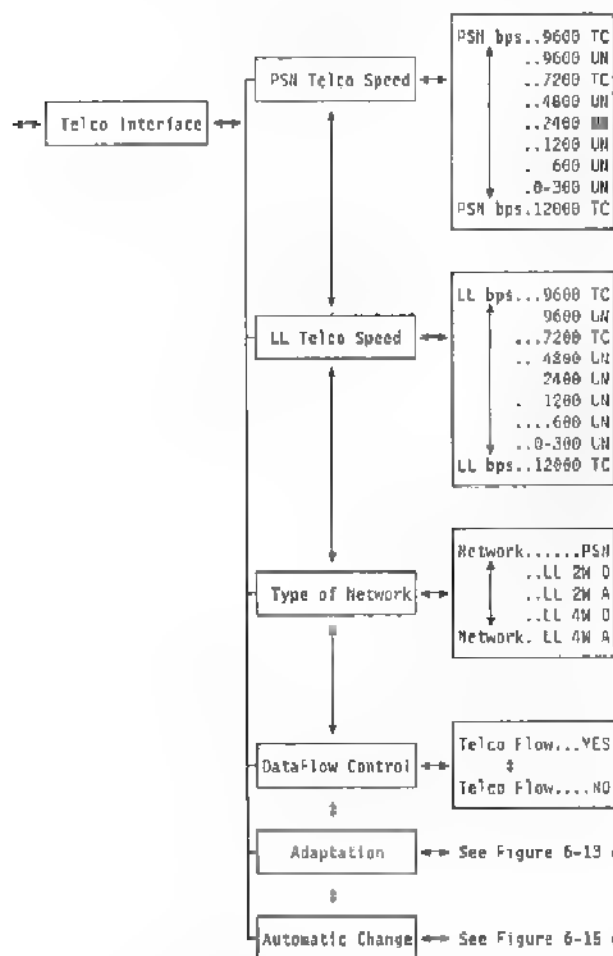 PSN bps..9600 TC
..9600 UN
..7200 TC
..4800 UN
..2400
..1200 UN
. 600 UN
.0-300 UN
PSN bps.12000 TC
PSN Telco Speed
Telco Interface
LL bps...9600 TC
9600 UN
...7200 TC
.. 4800 UN
2400 UN
. 1200 UN
....600 UN
..0-300 UN
LL bps..12000 TC
LL Telco Speed
Network......PSN
..LL 2W O
..LL 2W A
..LL 4W O
Network. LL 4W A
Type of Network
Telco Flow...YES
Telco Flow....NO
DataFlow Control
Adaptation
See Figure 6-13
Automatic Change
See Figure 6-15